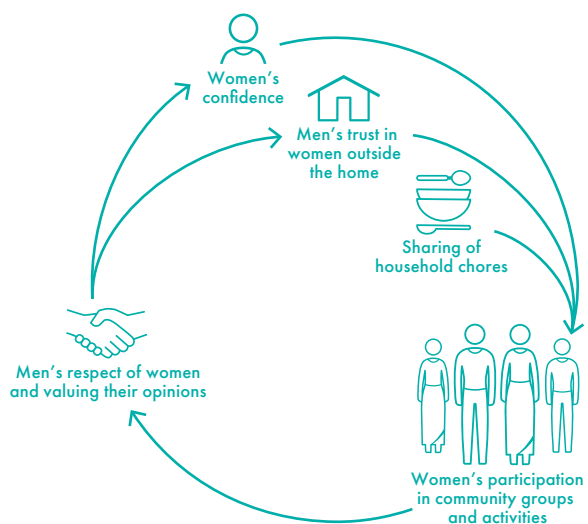 Women's
confidence
Men's trust in
women outside
the home
Sharing of
household chores
Men's respect of women
and valuing their opinions
Women's participation
in community groups
and activities